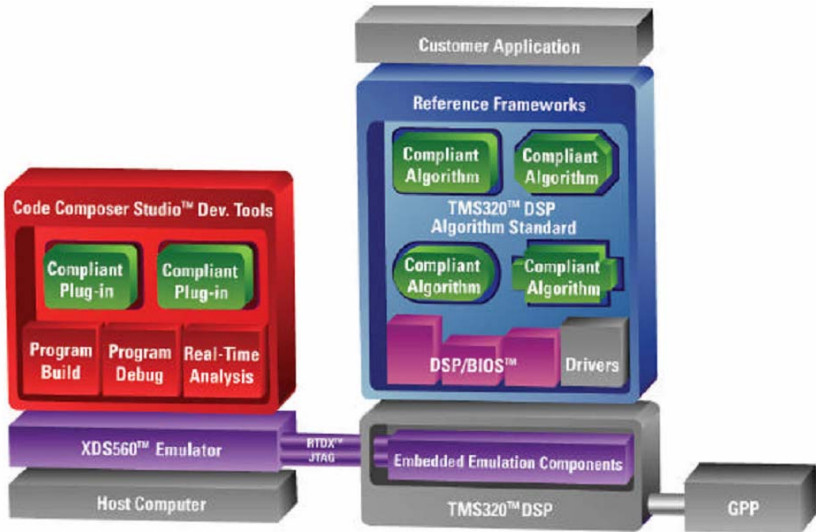 Customer Application
Reference Frameworks
Compliant
Algorithm
Compliant
Algorithm
TMS320™ DSP
Algorithm Standard
Compliant
Algorithm
Compliant
Algorithm
DSP/BIOS™
Drivers
Code Composer Studio™ Dev. Tools
Compliant
Plug-in
Compliant
Plug-in
Program
Build
Program
Debug
Real-Time
Analysis
XDS560™ Emulator
RTDX™
JTAG
Embedded Emulation Components
Host Computer
TMS320™ DSP
GPP